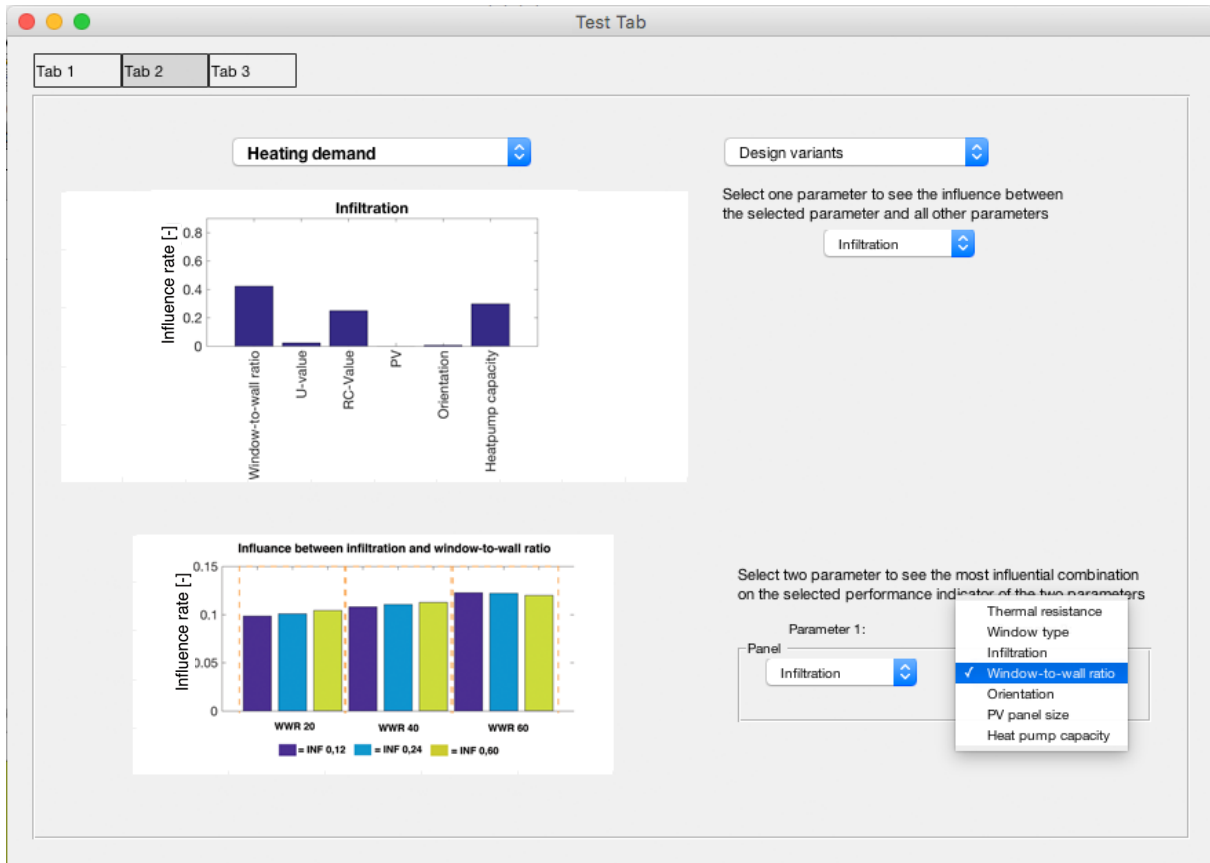 Test Tab
Tab 1
Tab 2
Tab 3
Heating demand
Design variants
Select one parameter to see the influence between
the selected parameter and all other parameters
Infiltration
Infiltration
Influence rate [-]
0.8
0.6
0.4
0.2
0
Window-to-wall ratio
U-value
RC-Value
PV
Orientation
Heatpump capacity
Influance between infiltration and window-to-wall ratio
Influence rate [-]
0.15
0.1
0.05
0
WWR 20
WWR 40
WWR 60
= INF 0,12
= INF 0,24
= INF 0,60
Select two parameter to see the most influential combination
on the selected performance indicator of the two parameters
Parameter 1:
Panel
Infiltration
Thermal resistance
Window type
Infiltration
✓ Window-to-wall ratio
Orientation
PV panel size
Heat pump capacity